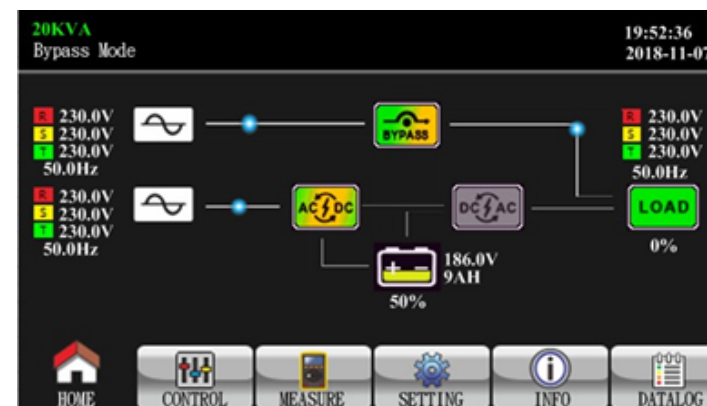 20KVA
Bypass Mode
19:52:36
2018-11-07
R 230.0V
S 230.0V
T 230.0V
50.0Hz
BYPASS
R 230.0V
S 230.0V
T 230.0V
50.0Hz
R 230.0V
S 230.0V
T 230.0V
50.0Hz
AC DC
DC AC
LOAD
0%
186.0V
9AH
50%
HOME
CONTROL
MEASURE
SETTING
INFO
DATALOG